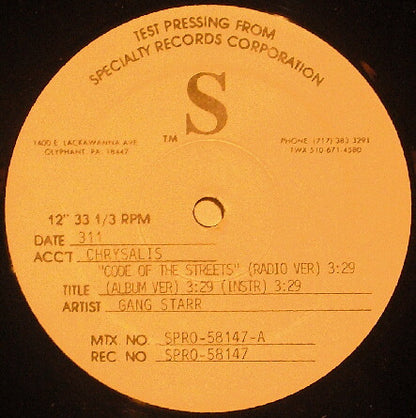 TEST PRESSING FROM
SPECIALTY RECORDS CORPORATION
S
TM
1400 E. LACKAWANNA AVE.
OLYPHANT, PA. 18447
PHONE (717) 383 3291
TWX 510-671-4580
12" 33 1/3 RPM
DATE 311
ACC'T CHRYSALIS
"CODE OF THE STREETS" (RADIO VER) 3:29
TITLE (ALBUM VER) 3:29 (INSTR) 3:29
ARTIST GANG STARR
MTX NO. SPRO-58147-A
REC NO SPRO-58147